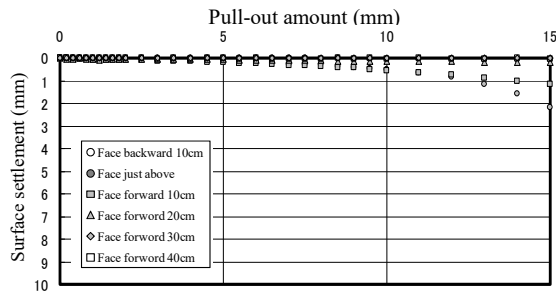 Pull-out amount (mm)
0 5 10 15
Surface settlement (mm)
0
1
2
3
4
5
6
7
8
9
10
Face backward 10cm
Face just above
Face forward 10cm
Face forword 20cm
Face forword 30cm
Face forword 40cm